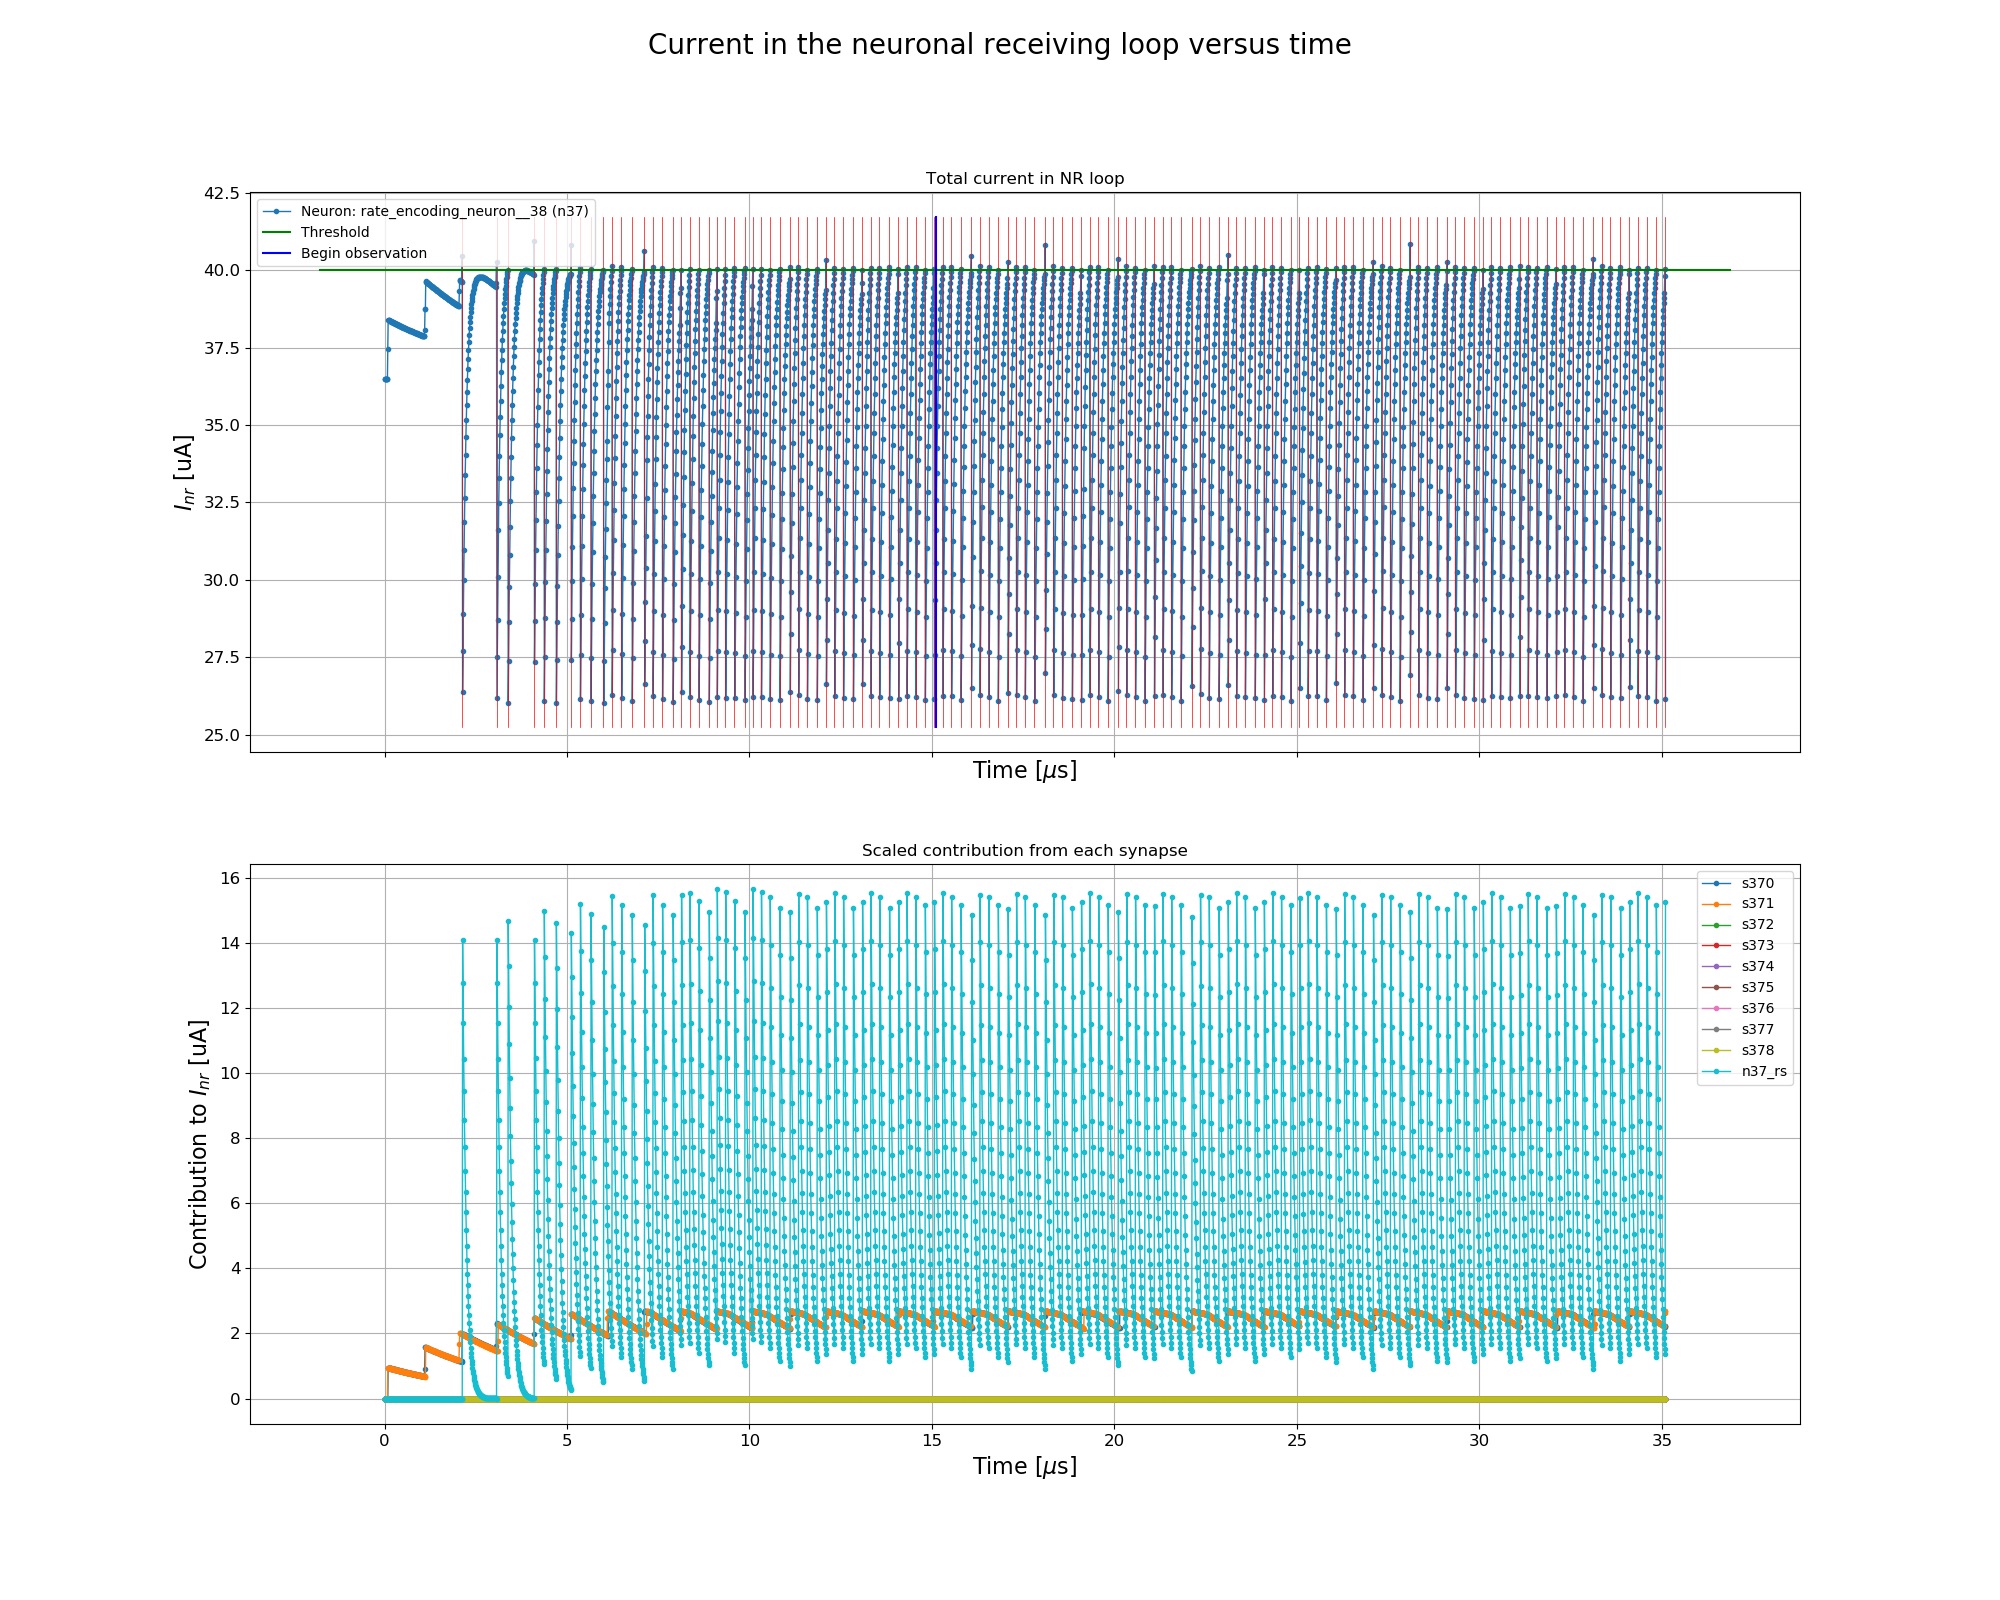 Current in the neuronal receiving loop versus time
Total current in NR loop
42.5
40.0
37.5
35.0
32.5
30.0
27.5
25.0
I_nr [uA]
Neuron: rate_encoding_neuron__38 (n37)
Threshold
Begin observation
Time [μs]
Scaled contribution from each synapse
16
14
12
10
8
6
4
2
0
Contribution to I_nr [uA]
s370
s371
s372
s373
s374
s375
s376
s377
s378
n37_rs
0 5 10 15 20 25 30 35
Time [μs]